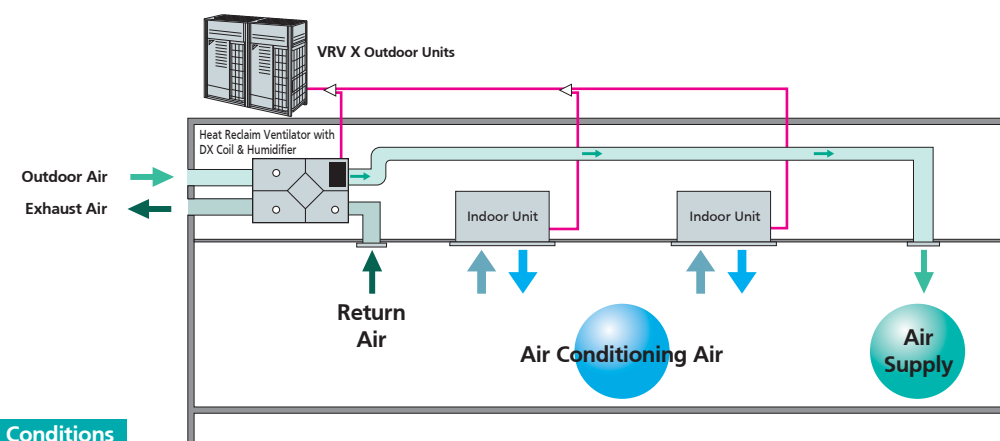 VRV X Outdoor Units
Heat Reclaim Ventilator with
DX Coil & Humidifier
Outdoor Air
Exhaust Air
Indoor Unit
Indoor Unit
Return
Air
Air Conditioning Air
Air
Supply
Conditions